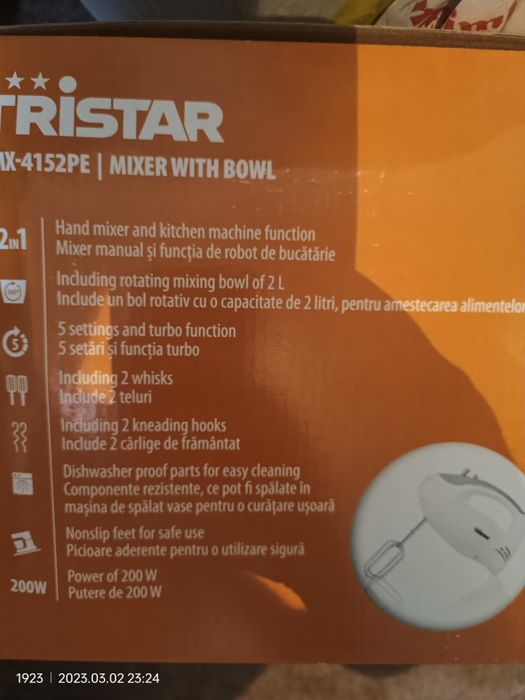 TRISTAR
MX-4152PE | MIXER WITH BOWL
2 IN 1
Hand mixer and kitchen machine function
Mixer manual și funcția de robot de bucătărie
360°
Including rotating mixing bowl of 2 L
Include un bol rotativ cu o capacitate de 2 litri, pentru amestecarea alimentelor
5
5 settings and turbo function
5 setări și funcția turbo
Including 2 whisks
Include 2 teluri
Including 2 kneading hooks
Include 2 cârlige de frământat
Dishwasher proof parts for easy cleaning
Componente rezistente, ce pot fi spălate în
mașina de spălat vase pentru o curățare ușoară
Nonslip feet for safe use
Picioare aderente pentru o utilizare sigură
200W
Power of 200 W
Putere de 200 W
1923 | 2023.03.02 23:24